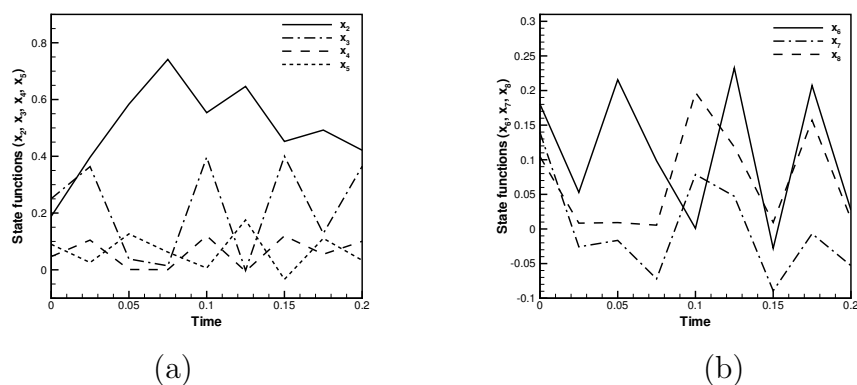 0.8
0.6
0.4
0.2
0
0 0.05 0.1 0.15 0.2
Time
State functions (x2, x3, x4, x5)
x2
x3
x4
x5
(a)
0.3
0.25
0.2
0.15
0.1
0.05
0
-0.05
-0.1
0 0.05 0.1 0.15 0.2
Time
State functions (x6, x7, x8)
x6
x7
x8
(b)